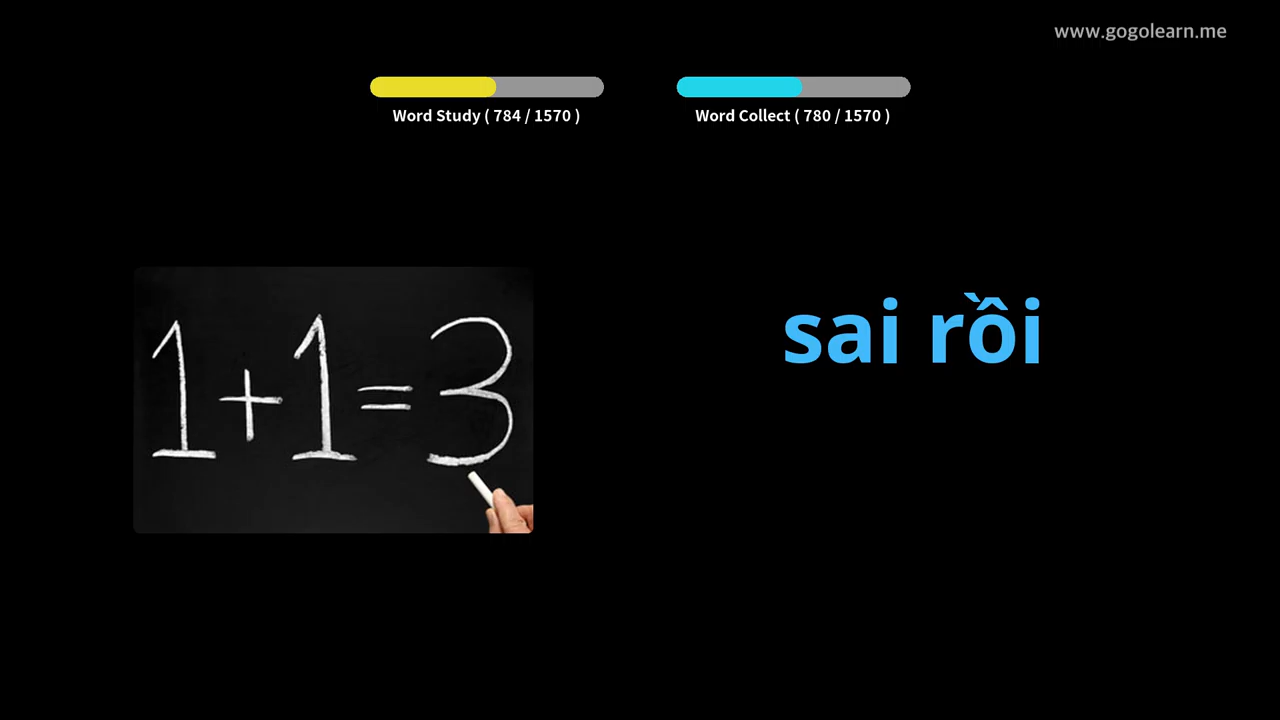 www.gogolearn.me
Word Study ( 784 / 1570 )
Word Collect ( 780 / 1570 )
1+1=3
sai rồi